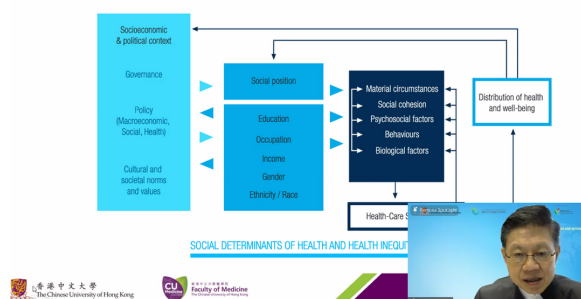 Socioeconomic
& political context
Governance
Policy
(Macroeconomic,
Social, Health)
Cultural and
societal norms
and values
Social position
Education
Occupation
Income
Gender
Ethnicity / Race
Material circumstances
Social cohesion
Psychosocial factors
Behaviours
Biological factors
Distribution of health
and well-being
Health-Care S
SOCIAL DETERMINANTS OF HEALTH AND HEALTH INEQUIT
香港中文大學
The Chinese University of Hong Kong
CU
Medicine
Faculty of Medicine
The Chinese University of Hong Kong